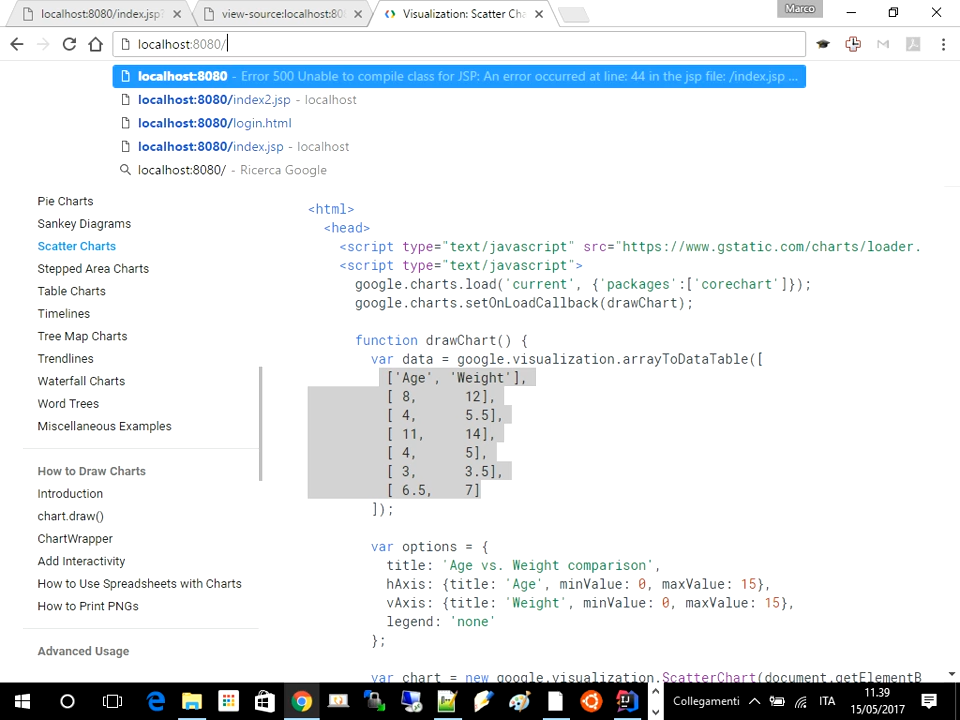 localhost:8080/index.jsp?
view-source:localhost:80
Visualization: Scatter Cha
Marco
localhost:8080/
localhost:8080 - Error 500 Unable to compile class for JSP: An error occurred at line: 44 in the jsp file: /index.jsp ...
localhost:8080/index2.jsp - localhost
localhost:8080/login.html
localhost:8080/index.jsp - localhost
localhost:8080/ - Ricerca Google
Pie Charts
Sankey Diagrams
Scatter Charts
Stepped Area Charts
Table Charts
Timelines
Tree Map Charts
Trendlines
Waterfall Charts
Word Trees
Miscellaneous Examples
How to Draw Charts
Introduction
chart.draw()
ChartWrapper
Add Interactivity
How to Use Spreadsheets with Charts
How to Print PNGs
Advanced Usage
<html>
<head>
<script type="text/javascript" src="https://www.gstatic.com/charts/loader.
<script type="text/javascript">
google.charts.load('current', {'packages':['corechart']});
google.charts.setOnLoadCallback(drawChart);
function drawChart() {
var data = google.visualization.arrayToDataTable([
['Age', 'Weight'],
[ 8, 12],
[ 4, 5.5],
[ 11, 14],
[ 4, 5],
[ 3, 3.5],
[ 6.5, 7]
]);
var options = {
title: 'Age vs. Weight comparison',
hAxis: {title: 'Age', minValue: 0, maxValue: 15},
vAxis: {title: 'Weight', minValue: 0, maxValue: 15},
legend: 'none'
};
var chart = new google.visualization.ScatterChart(document.getElementB
Collegamenti
ITA
11.39
15/05/2017